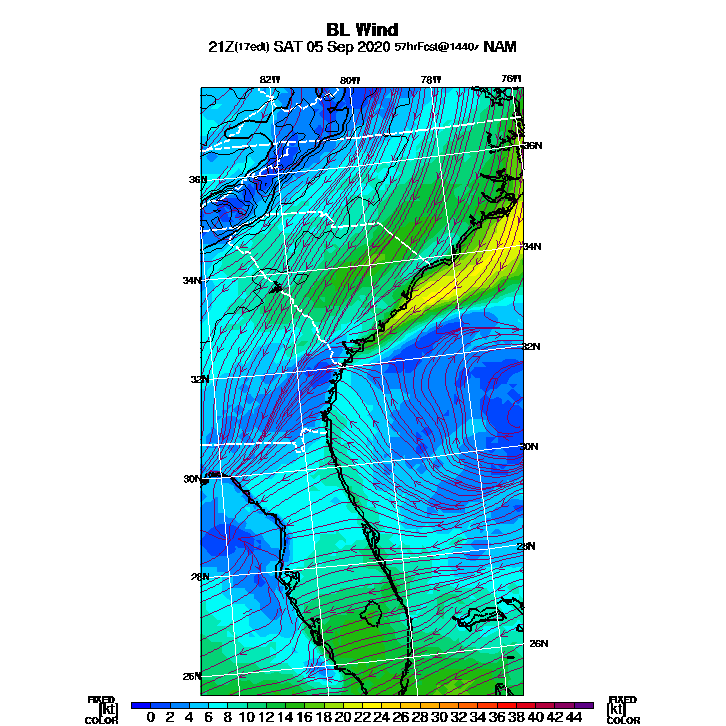 BL Wind
21Z(17edt) SAT 05 Sep 2020 57hrFcst@1440z NAM
82W 80W 78W 76W
36N
36N
34N
34N
32N
32N
30N
30N
28N
28N
26N
26N
FIXED FIXED
[kt] 0 2 4 6 8 10 12 14 16 18 20 22 24 26 28 30 32 34 36 38 40 42 44 [kt]
COLOR COLOR